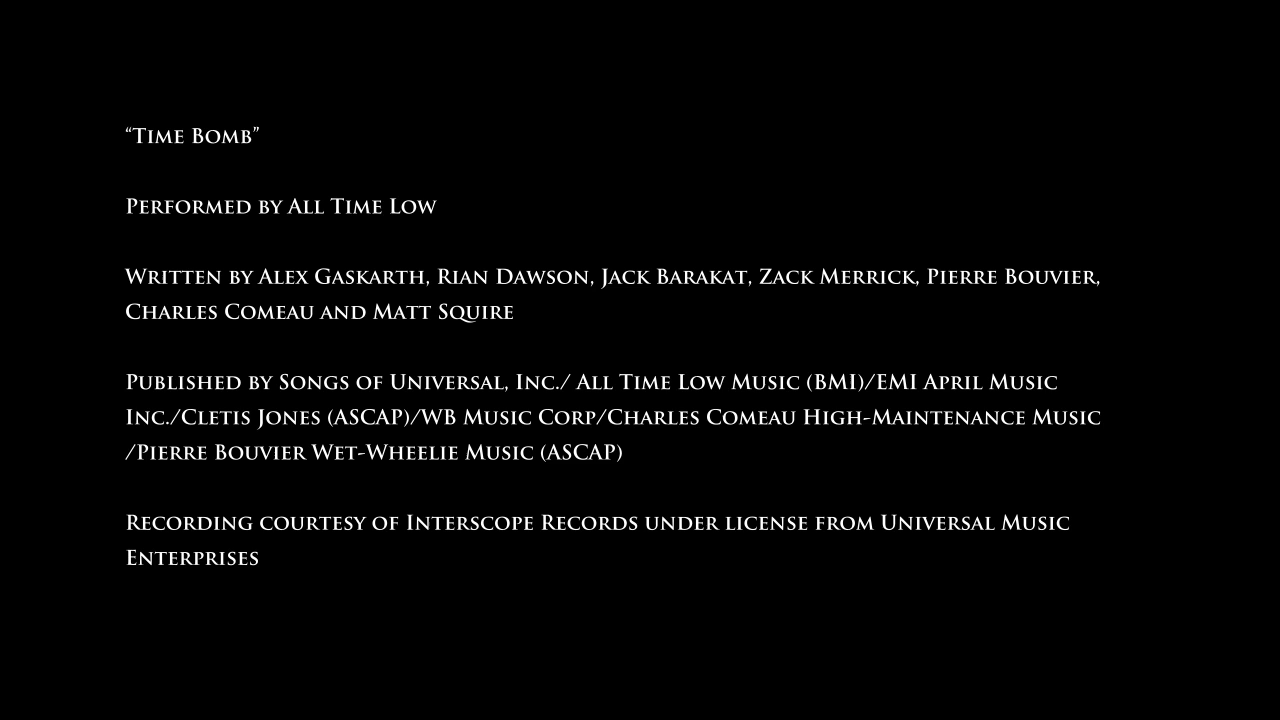 “Time Bomb”
Performed by All Time Low
Written by Alex Gaskarth, Rian Dawson, Jack Barakat, Zack Merrick, Pierre Bouvier,
Charles Comeau and Matt Squire
Published by Songs of Universal, Inc./ All Time Low Music (BMI)/EMI April Music
Inc./Cletis Jones (ASCAP)/WB Music Corp/Charles Comeau High-Maintenance Music
/Pierre Bouvier Wet-Wheelie Music (ASCAP)
Recording courtesy of Interscope Records under license from Universal Music
Enterprises